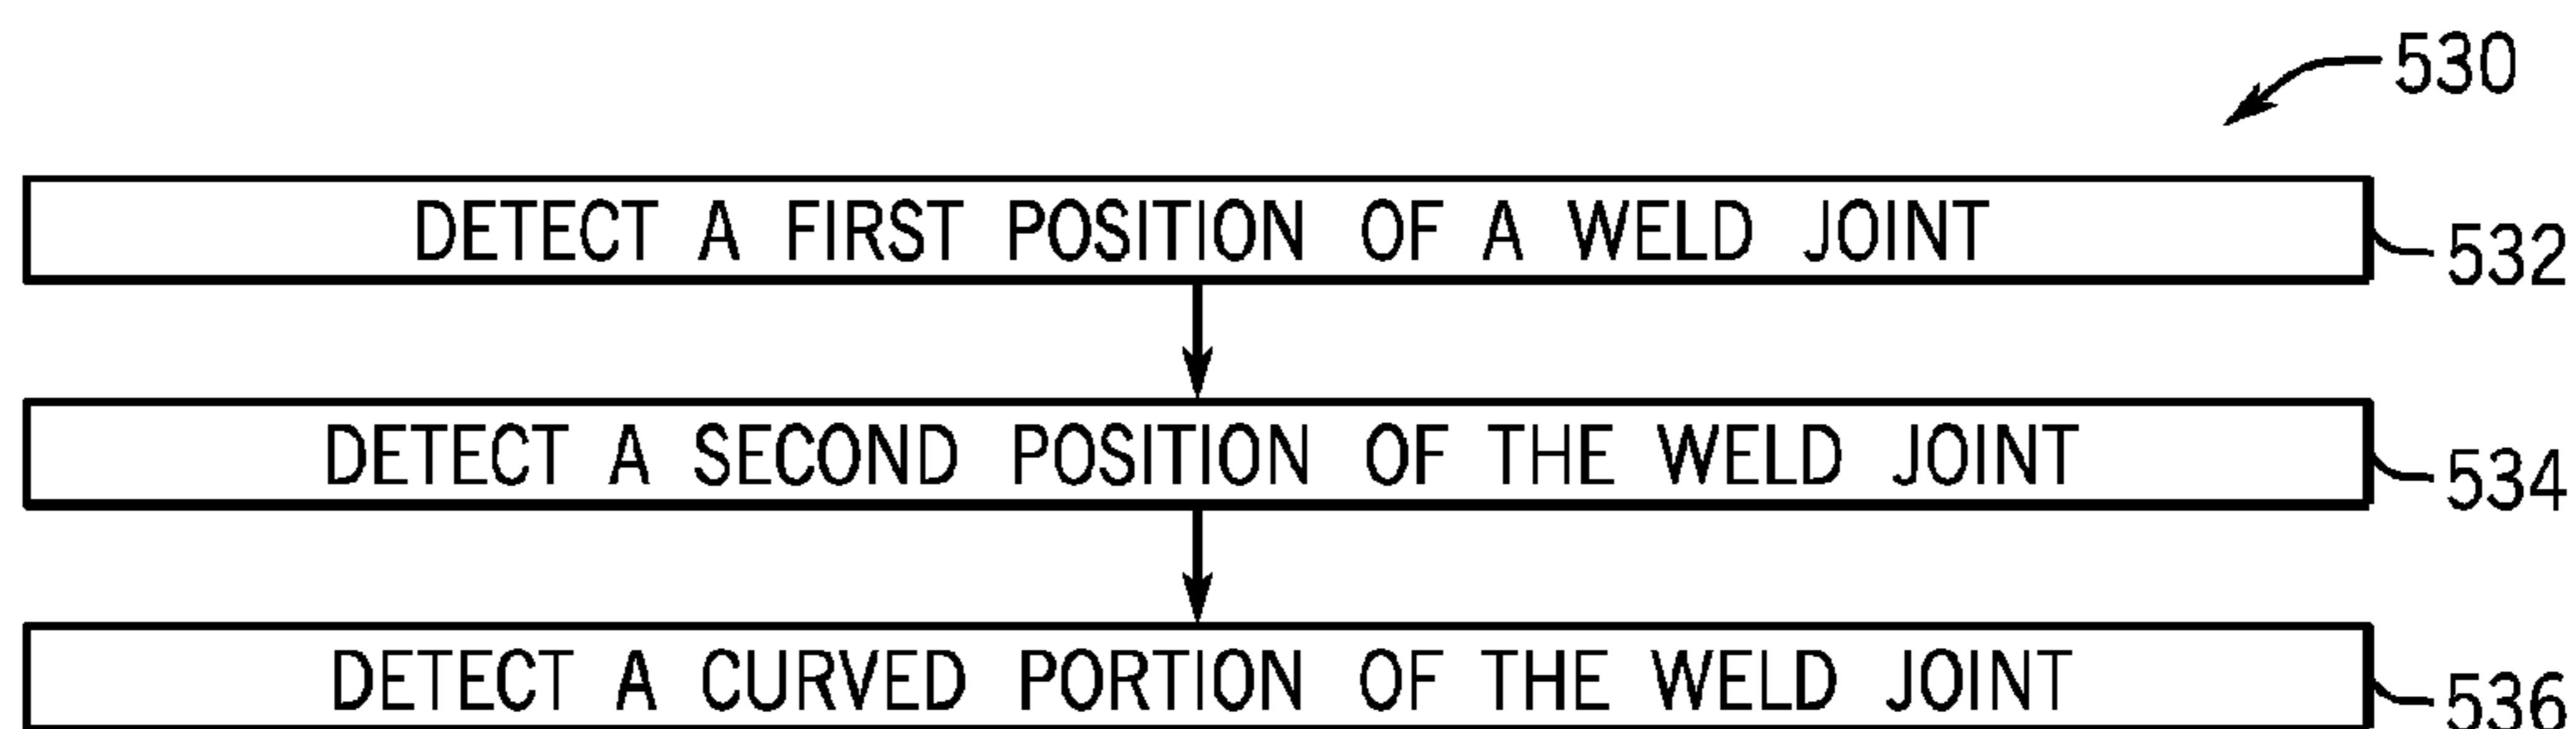 530
DETECT A FIRST POSITION OF A WELD JOINT
532
DETECT A SECOND POSITION OF THE WELD JOINT
534
DETECT A CURVED PORTION OF THE WELD JOINT
536